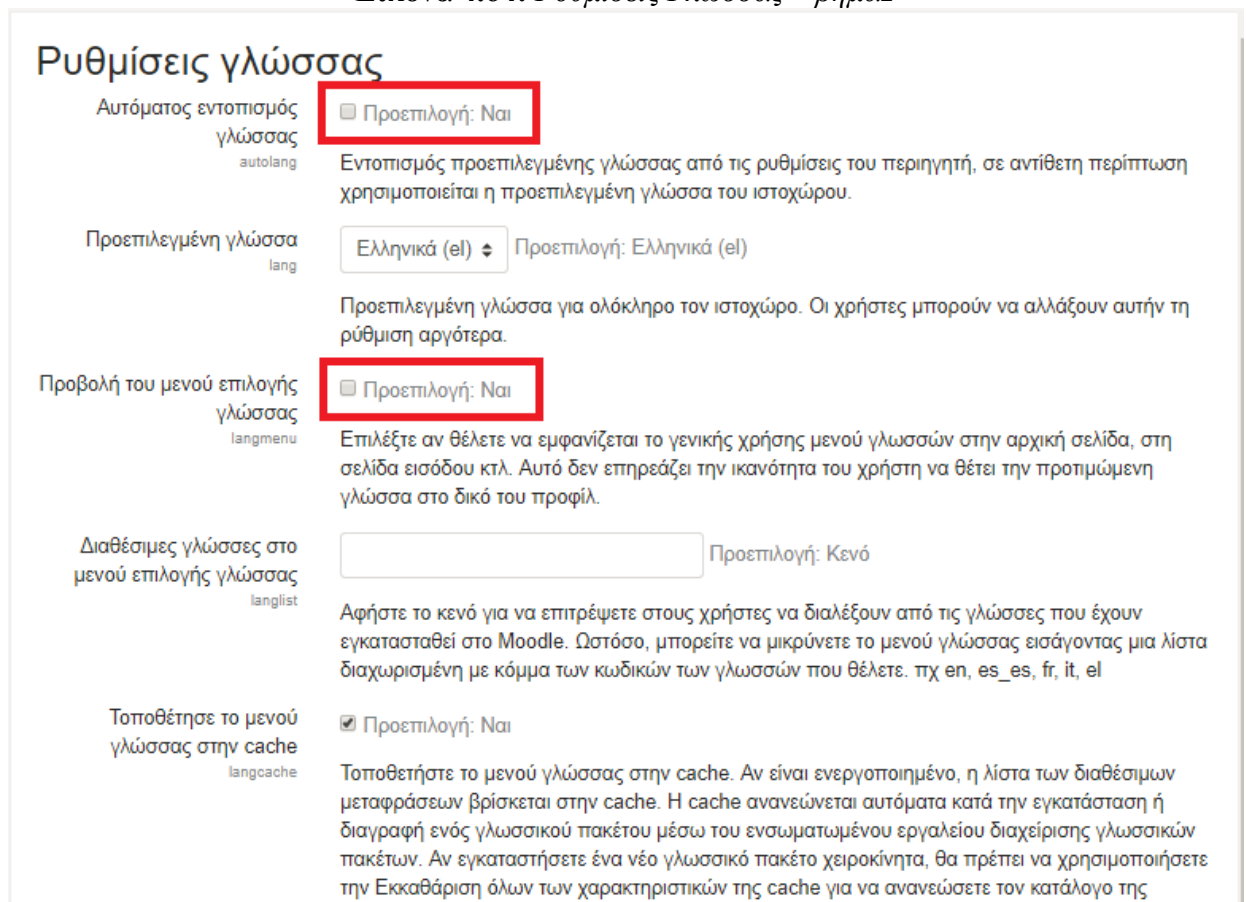 Ρυθμίσεις γλώσσας
Αυτόματος εντοπισμός
γλώσσας
autolang
Προεπιλογή: Ναι
Εντοπισμός προεπιλεγμένης γλώσσας από τις ρυθμίσεις του περιηγητή, σε αντίθετη περίπτωση
χρησιμοποιείται η προεπιλεγμένη γλώσσα του ιστοχώρου.
Προεπιλεγμένη γλώσσα
lang
Ελληνικά (el) Προεπιλογή: Ελληνικά (el)
Προεπιλεγμένη γλώσσα για ολόκληρο τον ιστοχώρο. Οι χρήστες μπορούν να αλλάξουν αυτήν τη
ρύθμιση αργότερα.
Προβολή του μενού επιλογής
γλώσσας
langmenu
Προεπιλογή: Ναι
Επιλέξτε αν θέλετε να εμφανίζεται το γενικής χρήσης μενού γλωσσών στην αρχική σελίδα, στη
σελίδα εισόδου κτλ. Αυτό δεν επηρεάζει την ικανότητα του χρήστη να θέτει την προτιμώμενη
γλώσσα στο δικό του προφίλ.
Διαθέσιμες γλώσσες στο
μενού επιλογής γλώσσας
langlist
Προεπιλογή: Κενό
Αφήστε το κενό για να επιτρέψετε στους χρήστες να διαλέξουν από τις γλώσσες που έχουν
εγκατασταθεί στο Moodle. Ωστόσο, μπορείτε να μικρύνετε το μενού γλώσσας εισάγοντας μια λίστα
διαχωρισμένη με κόμμα των κωδικών των γλωσσών που θέλετε. πχ en, es_es, fr, it, el
Τοποθέτησε το μενού
γλώσσας στην cache
langcache
Προεπιλογή: Ναι
Τοποθετήστε το μενού γλώσσας στην cache. Αν είναι ενεργοποιημένο, η λίστα των διαθέσιμων
μεταφράσεων βρίσκεται στην cache. Η cache ανανεώνεται αυτόματα κατά την εγκατάσταση ή
διαγραφή ενός γλωσσικού πακέτου μέσω του ενσωματωμένου εργαλείου διαχείρισης γλωσσικών
πακέτων. Αν εγκαταστήσετε ένα νέο γλωσσικό πακέτο χειροκίνητα, θα πρέπει να χρησιμοποιήσετε
την Εκκαθάριση όλων των χαρακτηριστικών της cache για να ανανεώσετε τον κατάλογο της